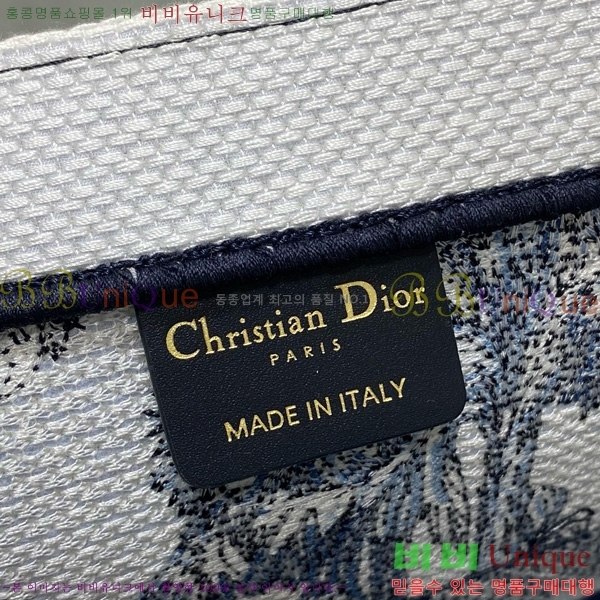 홍콩명품쇼핑몰 1위 비비유니크 명품구매대행
BBUniQue 동종업계 최고의 품질 NO.1 BBU
Christian Dior
PARIS
MADE IN ITALY
비비 Unique
믿을수 있는 명품구매대행